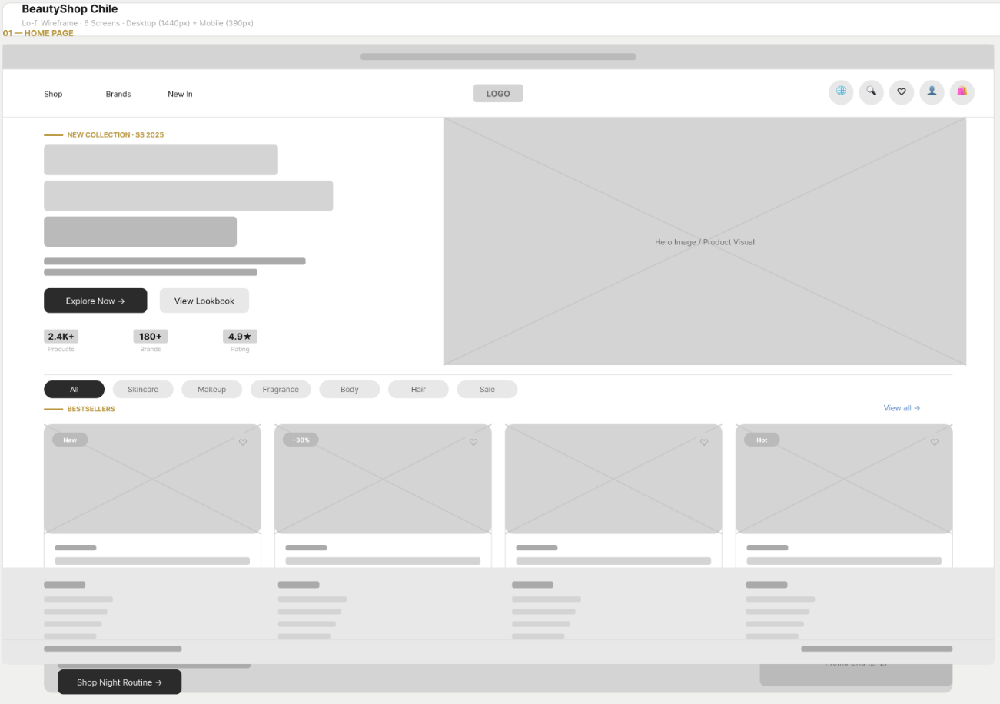 BeautyShop Chile
Lo-fi Wireframe · 6 Screens · Desktop (1440px) + Mobile (390px)
01 — HOME PAGE
Shop Brands New In LOGO
NEW COLLECTION · SS 2025
Hero Image / Product Visual
Explore Now → View Lookbook
2.4K+ 180+ 4.9★
Products Brands Rating
All Skincare Makeup Fragrance Body Hair Sale
BESTSELLERS View all →
New −30% Hot
Shop Night Routine →